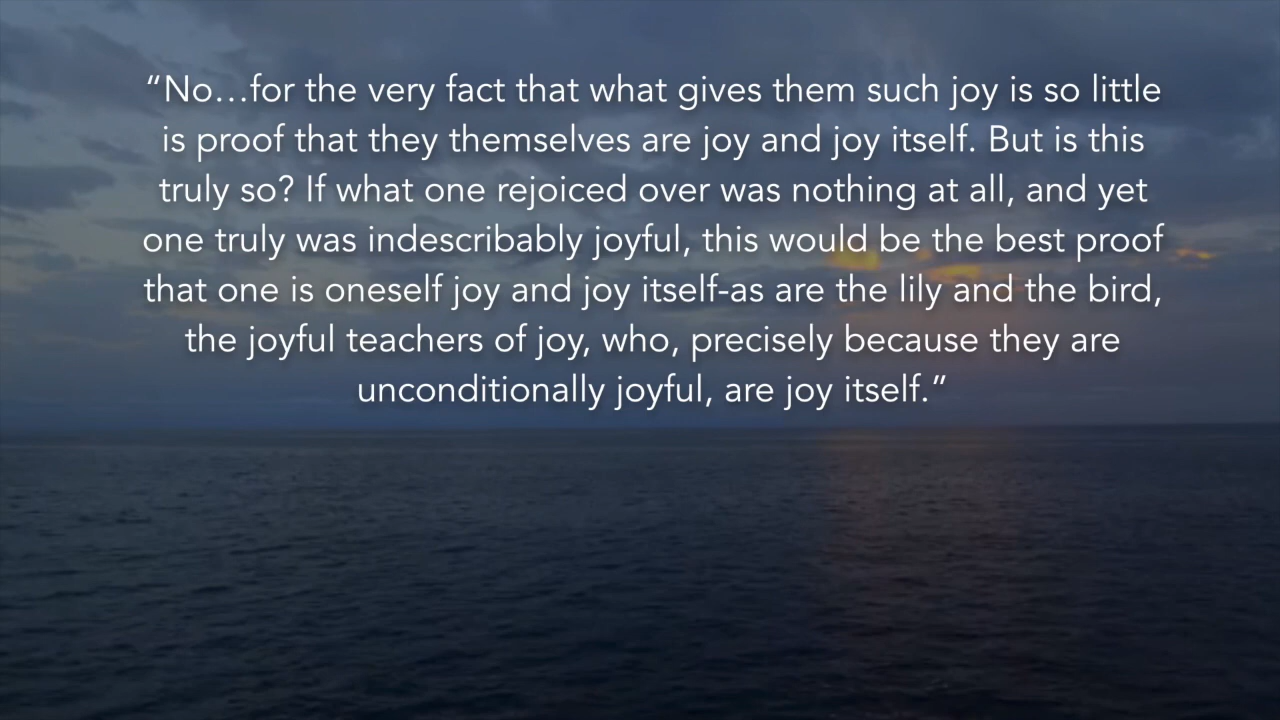 “No…for the very fact that what gives them such joy is so little
is proof that they themselves are joy and joy itself. But is this
truly so? If what one rejoiced over was nothing at all, and yet
one truly was indescribably joyful, this would be the best proof
that one is oneself joy and joy itself-as are the lily and the bird,
the joyful teachers of joy, who, precisely because they are
unconditionally joyful, are joy itself.”